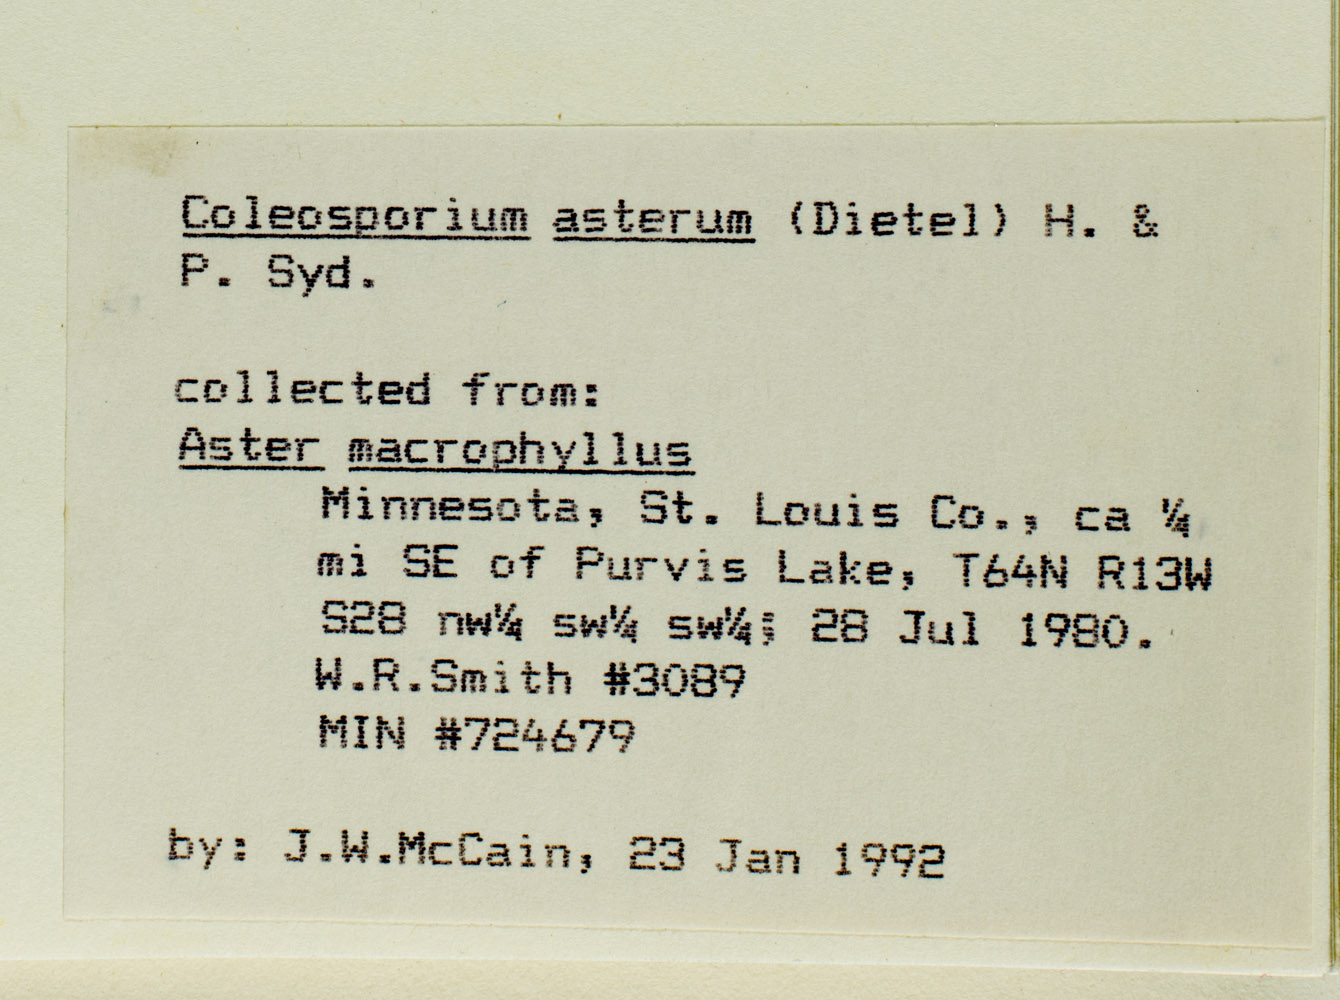 Coleosporium asterum (Dietel) H. &
P. Syd.
collected from:
Aster macrophyllus
Minnesota, St. Louis Co., ca ¼
mi SE of Purvis Lake, T64N R13W
S28 nw¼ sw¼ sw¼; 28 Jul 1980.
W.R.Smith #3089
MIN #724679
by: J.W.McCain, 23 Jan 1992